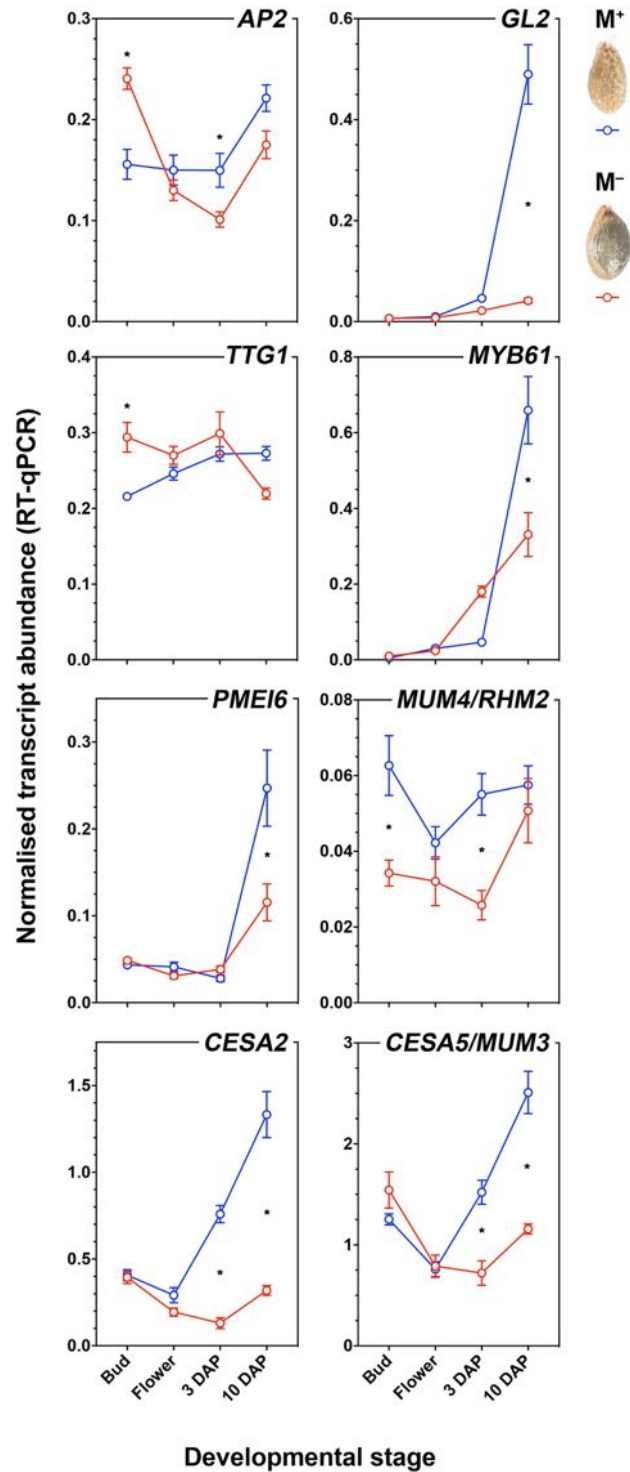 AP2
GL2
M⁺
0.3
0.2
0.1
0.0
*
*
0.6
0.4
0.2
0.0
*
M⁻
TTG1
MYB61
0.4
0.3
0.2
0.1
0.0
*
0.8
0.6
0.4
0.2
0.0
*
PMEI6
MUM4/RHM2
0.3
0.2
0.1
0.0
*
0.08
0.06
0.04
0.02
0.00
*
*
CESA2
CESA5/MUM3
1.5
1.0
0.5
0.0
*
*
3
2
1
0
*
*
Bud
Flower
3 DAP
10 DAP
Bud
Flower
3 DAP
10 DAP
Normalised transcript abundance (RT-qPCR)
Developmental stage